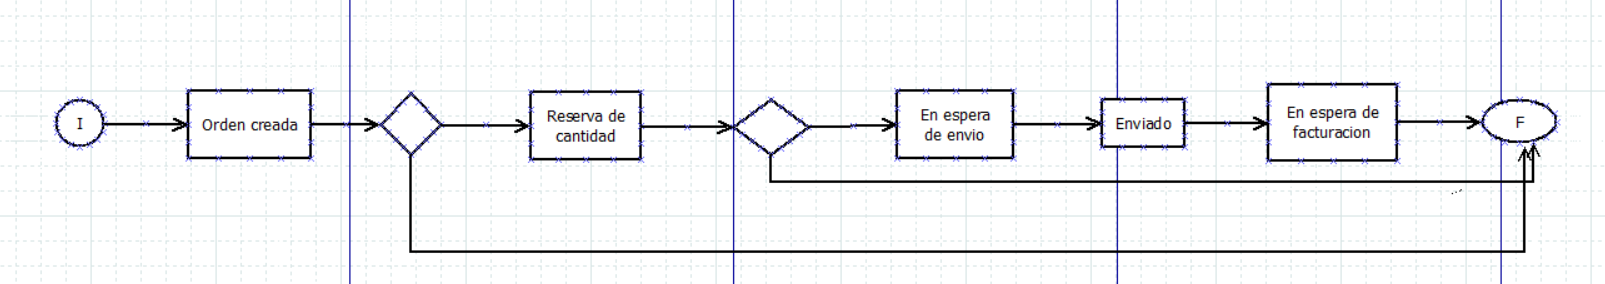 I
Orden creada
Reserva de
cantidad
En espera
de envio
Enviado
En espera de
facturacion
F